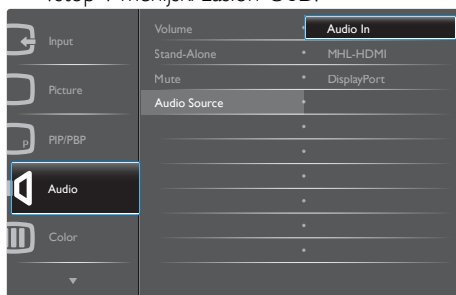 Input
Picture
P
PIP/PBP
Audio
Color
Volume
Stand-Alone
Mute
Audio Source
Audio In
MHL-HDMI
DisplayPort